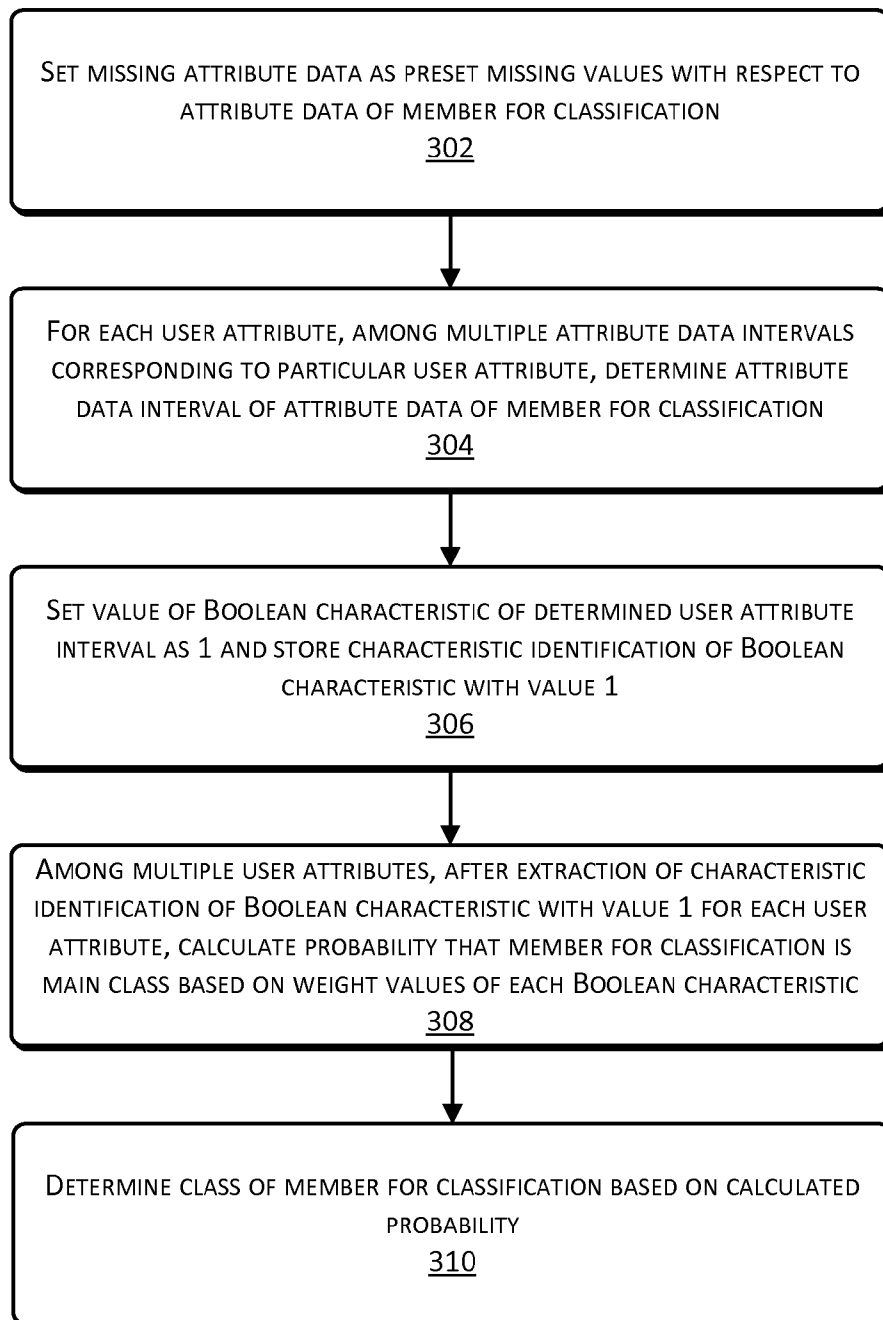 Set missing attribute data as preset missing values with respect to
attribute data of member for classification
302
For each user attribute, among multiple attribute data intervals
corresponding to particular user attribute, determine attribute
data interval of attribute data of member for classification
304
Set value of Boolean characteristic of determined user attribute
interval as 1 and store characteristic identification of Boolean
characteristic with value 1
306
Among multiple user attributes, after extraction of characteristic
identification of Boolean characteristic with value 1 for each user
attribute, calculate probability that member for classification is
main class based on weight values of each Boolean characteristic
308
Determine class of member for classification based on calculated
probability
310